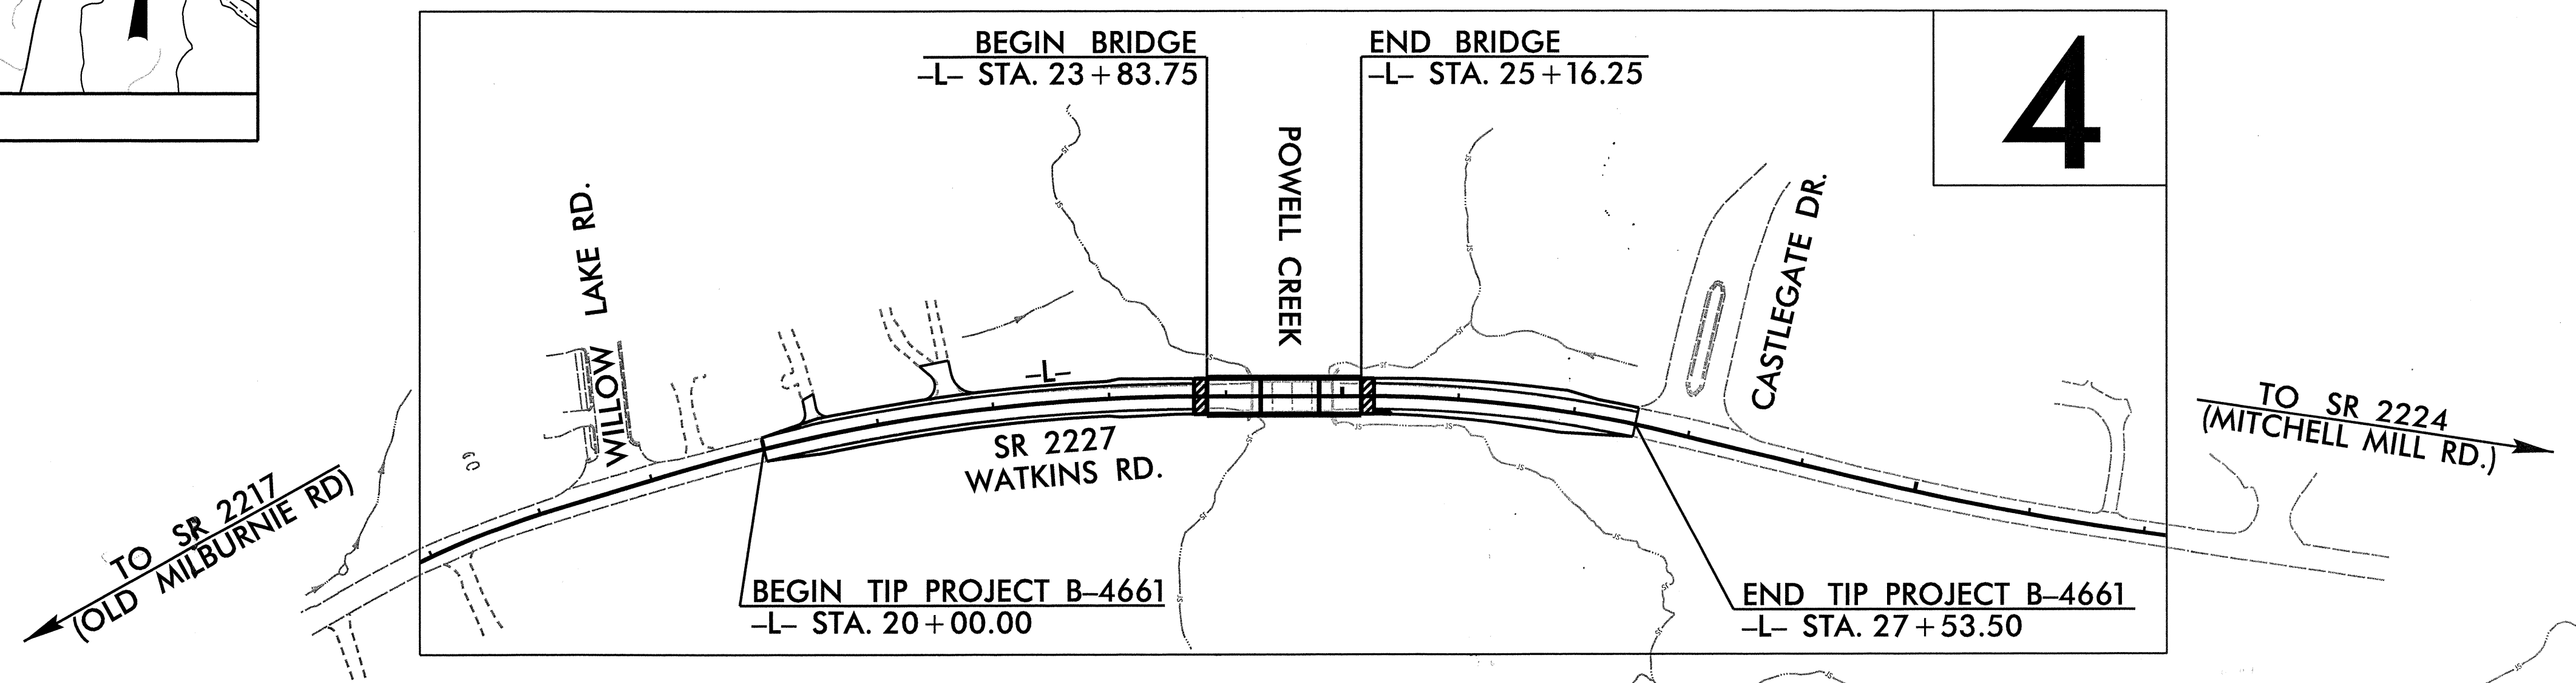 BEGIN BRIDGE
–L– STA. 23+83.75
END BRIDGE
–L– STA. 25+16.25
4
POWELL CREEK
WILLOW LAKE RD.
CASTLEGATE DR.
–L–
SR 2227
WATKINS RD.
TO SR 2217
(OLD MILBURNIE RD)
TO SR 2224
(MITCHELL MILL RD.)
BEGIN TIP PROJECT B–4661
–L– STA. 20+00.00
END TIP PROJECT B–4661
–L– STA. 27+53.50